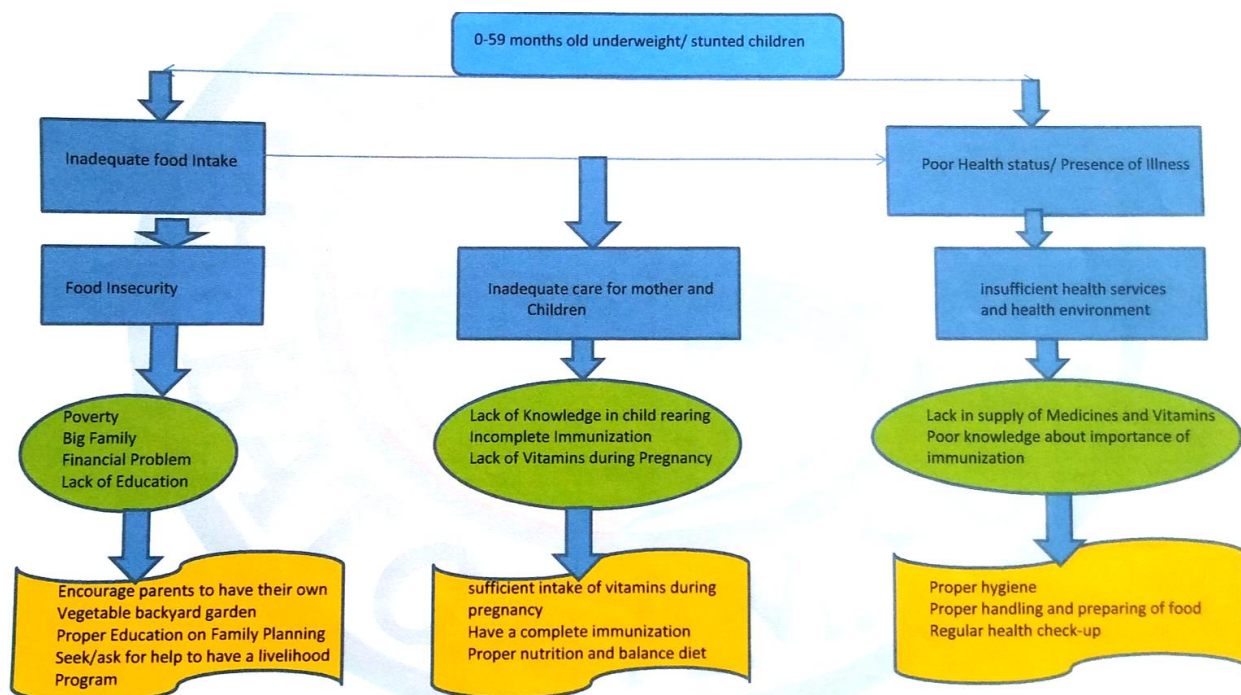 0-59 months old underweight/ stunted children
Inadequate food Intake
Poor Health status/ Presence of Illness
Food Insecurity
Inadequate care for mother and
Children
insufficient health services
and health environment
Poverty
Big Family
Financial Problem
Lack of Education
Lack of Knowledge in child rearing
Incomplete Immunization
Lack of Vitamins during Pregnancy
Lack in supply of Medicines and Vitamins
Poor knowledge about importance of
immunization
Encourage parents to have their own
Vegetable backyard garden
Proper Education on Family Planning
Seek/ask for help to have a livelihood
Program
sufficient intake of vitamins during
pregnancy
Have a complete immunization
Proper nutrition and balance diet
Proper hygiene
Proper handling and preparing of food
Regular health check-up